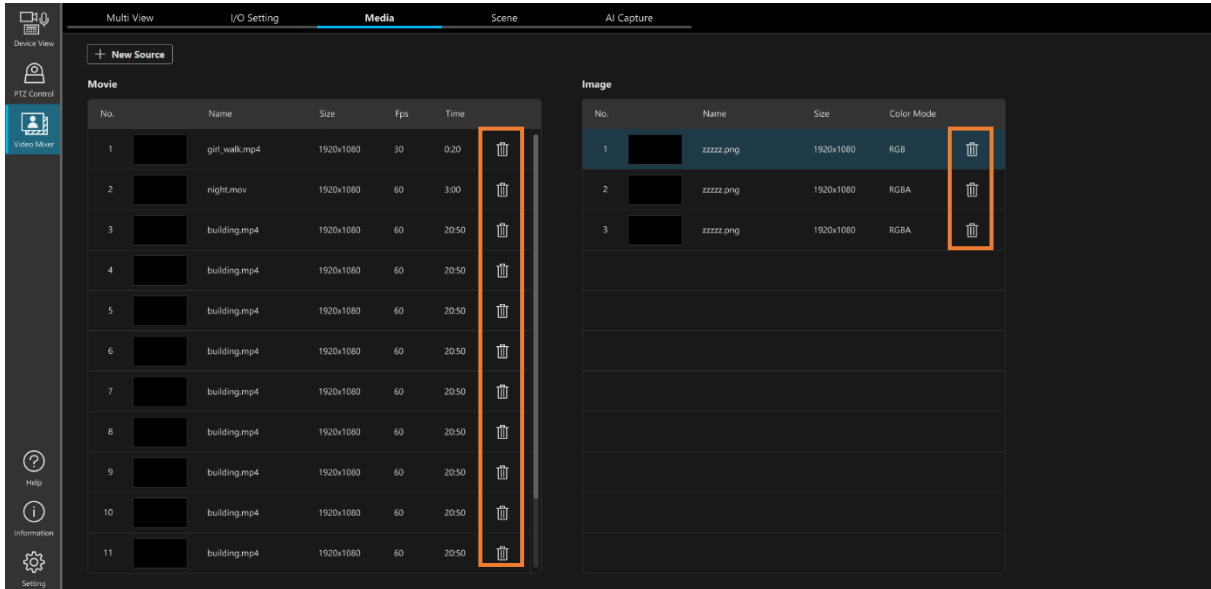 Multi View I/O Setting Media Scene AI Capture
Device View
PTZ Control
Video Mixer
Help
Information
Setting
+ New Source
Movie
No. Name Size Fps Time
1 girl_walk.mp4 1920x1080 30 0:20
2 night.mov 1920x1080 60 3:00
3 building.mp4 1920x1080 60 20:50
4 building.mp4 1920x1080 60 20:50
5 building.mp4 1920x1080 60 20:50
6 building.mp4 1920x1080 60 20:50
7 building.mp4 1920x1080 60 20:50
8 building.mp4 1920x1080 60 20:50
9 building.mp4 1920x1080 60 20:50
10 building.mp4 1920x1080 60 20:50
11 building.mp4 1920x1080 60 20:50
Image
No. Name Size Color Mode
1 zzzzz.png 1920x1080 RGB
2 zzzzz.png 1920x1080 RGBA
3 zzzzz.png 1920x1080 RGBA